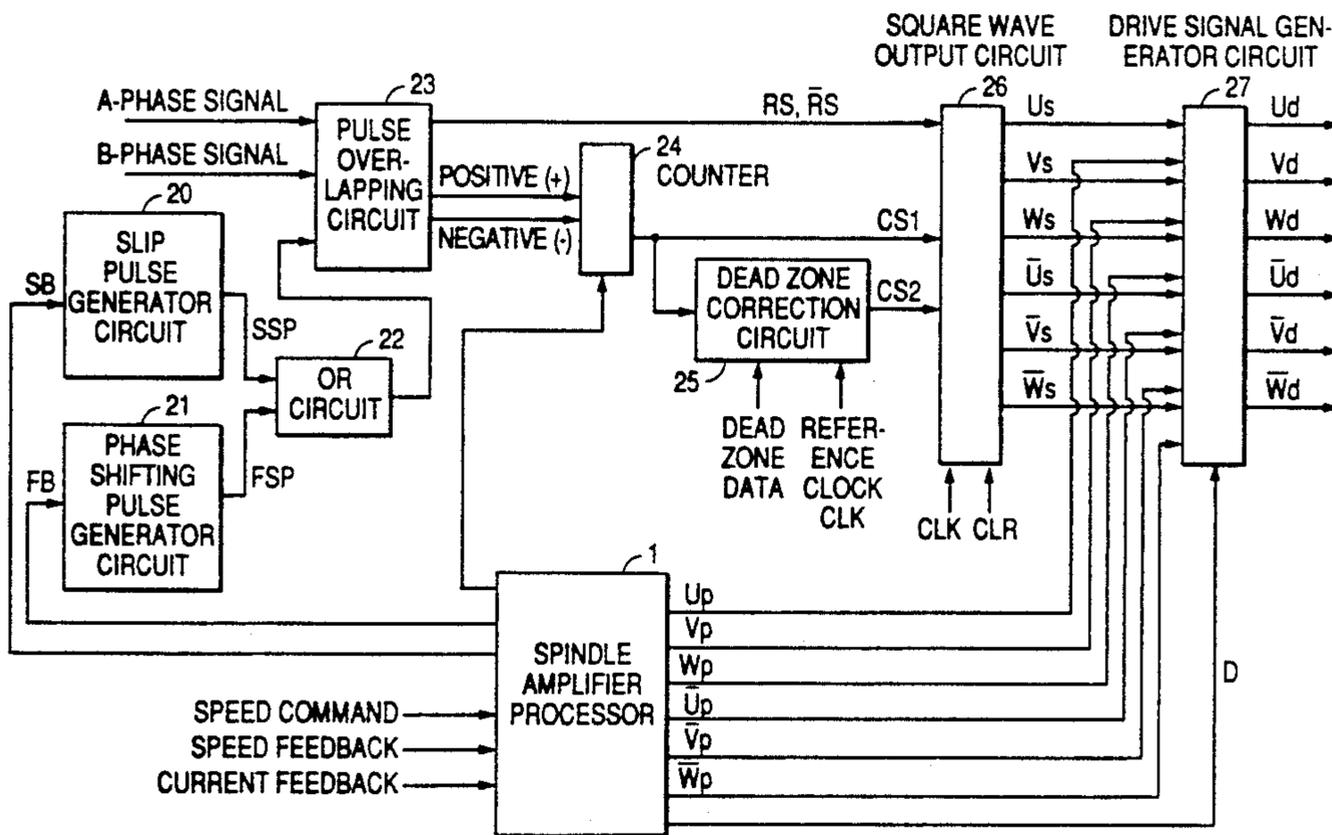 SQUARE WAVE
OUTPUT CIRCUIT
26
DRIVE SIGNAL GEN-
ERATOR CIRCUIT
27
A-PHASE SIGNAL
B-PHASE SIGNAL
23
PULSE
OVER-
LAPPING
CIRCUIT
RS, R̅S
POSITIVE (+)
NEGATIVE (-)
24
COUNTER
CS1
CS2
DEAD ZONE
CORRECTION
CIRCUIT
25
DEAD
ZONE
DATA
REFER-
ENCE
CLOCK
CLK
CLK CLR
Us
Vs
Ws
U̅s
V̅s
W̅s
Ud
Vd
Wd
U̅d
V̅d
W̅d
20
SLIP
PULSE
GENERATOR
CIRCUIT
SB
SSP
22
OR
CIRCUIT
21
PHASE
SHIFTING
PULSE
GENERATOR
CIRCUIT
FB
FSP
1
SPINDLE
AMPLIFIER
PROCESSOR
Up
Vp
Wp
U̅p
V̅p
W̅p
D
SPEED COMMAND
SPEED FEEDBACK
CURRENT FEEDBACK